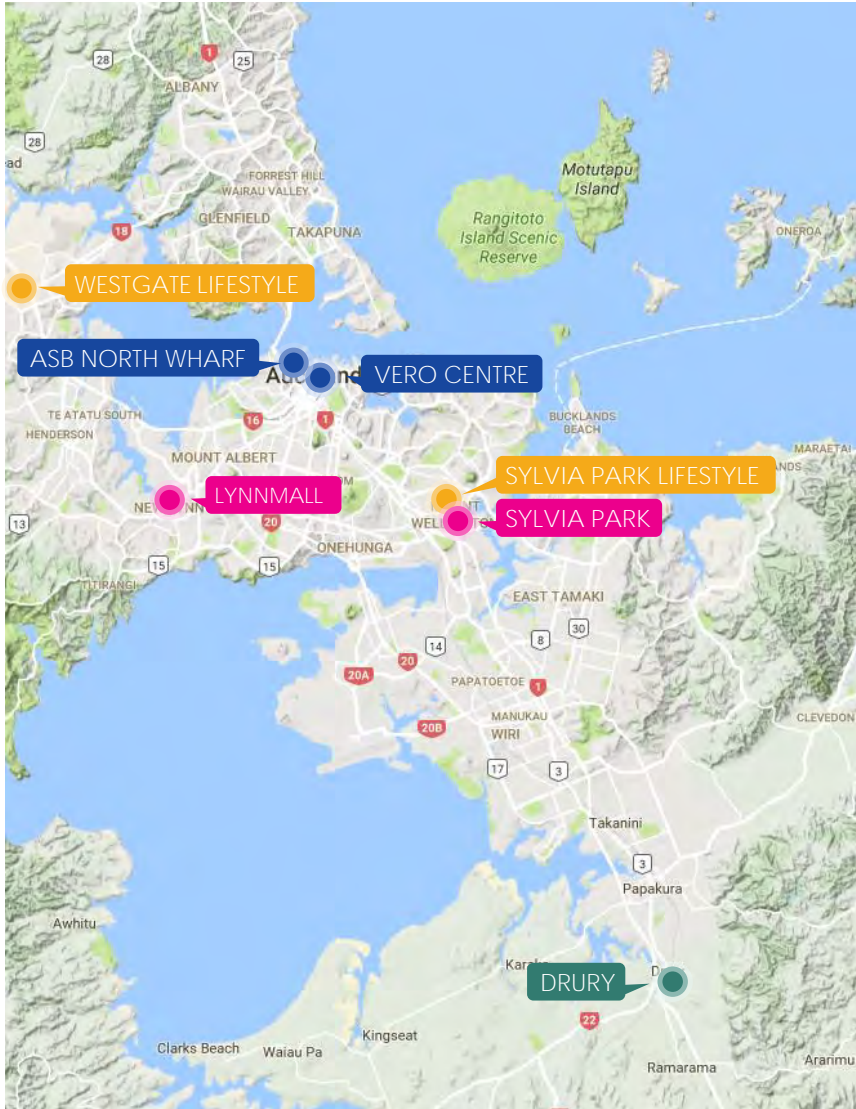 28
1
25
ALBANY
28
FORREST HILL
WAIRAU VALLEY
GLENFIELD
TAKAPUNA
18
Motutapu
Island
Rangitoto
Island Scenic
Reserve
ONEROA
WESTGATE LIFESTYLE
ASB NORTH WHARF
VERO CENTRE
TE ATATU SOUTH
16
1
HENDERSON
BUCKLANDS
BEACH
MOUNT ALBERT
MARAETAI
SYLVIA PARK LIFESTYLE
LYNNMALL
SYLVIA PARK
13
20
ONEHUNGA
15
15
TITIRANGI
EAST TAMAKI
30
8
14
20
20A
PAPATOETOE
1
MANUKAU
20B
WIRI
CLEVEDON
17
3
Takanini
3
Papakura
Awhitu
DRURY
22
Kingseat
Clarks Beach
Waiau Pa
Ramarama
Ararimu